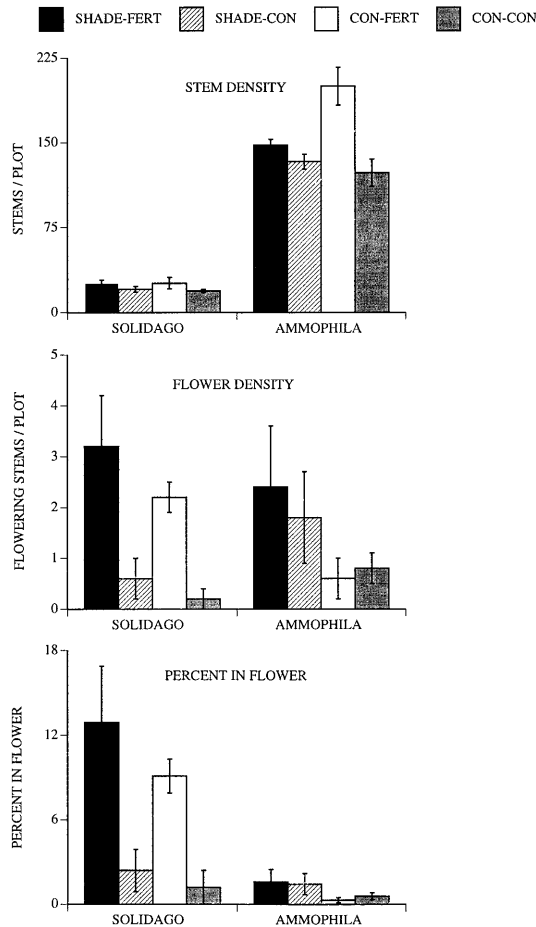 SHADE-FERT SHADE-CON CON-FERT CON-CON
225
STEM DENSITY
150
STEMS / PLOT
75
0
SOLIDAGO AMMOPHILA
5
FLOWER DENSITY
4
3
FLOWERING STEMS / PLOT
2
1
0
SOLIDAGO AMMOPHILA
18
PERCENT IN FLOWER
12
PERCENT IN FLOWER
6
0
SOLIDAGO AMMOPHILA